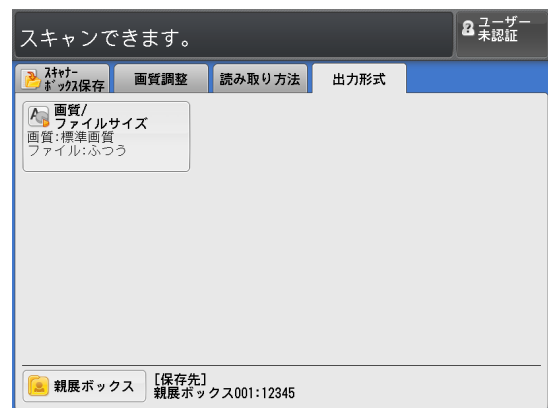 スキャンできます。
ユーザー
未認証
スキャナー
ボックス保存
画質調整
読み取り方法
出力形式
画質/
ファイルサイズ
画質:標準画質
ファイル:ふつう
親展ボックス
[保存先]
親展ボックス001:12345